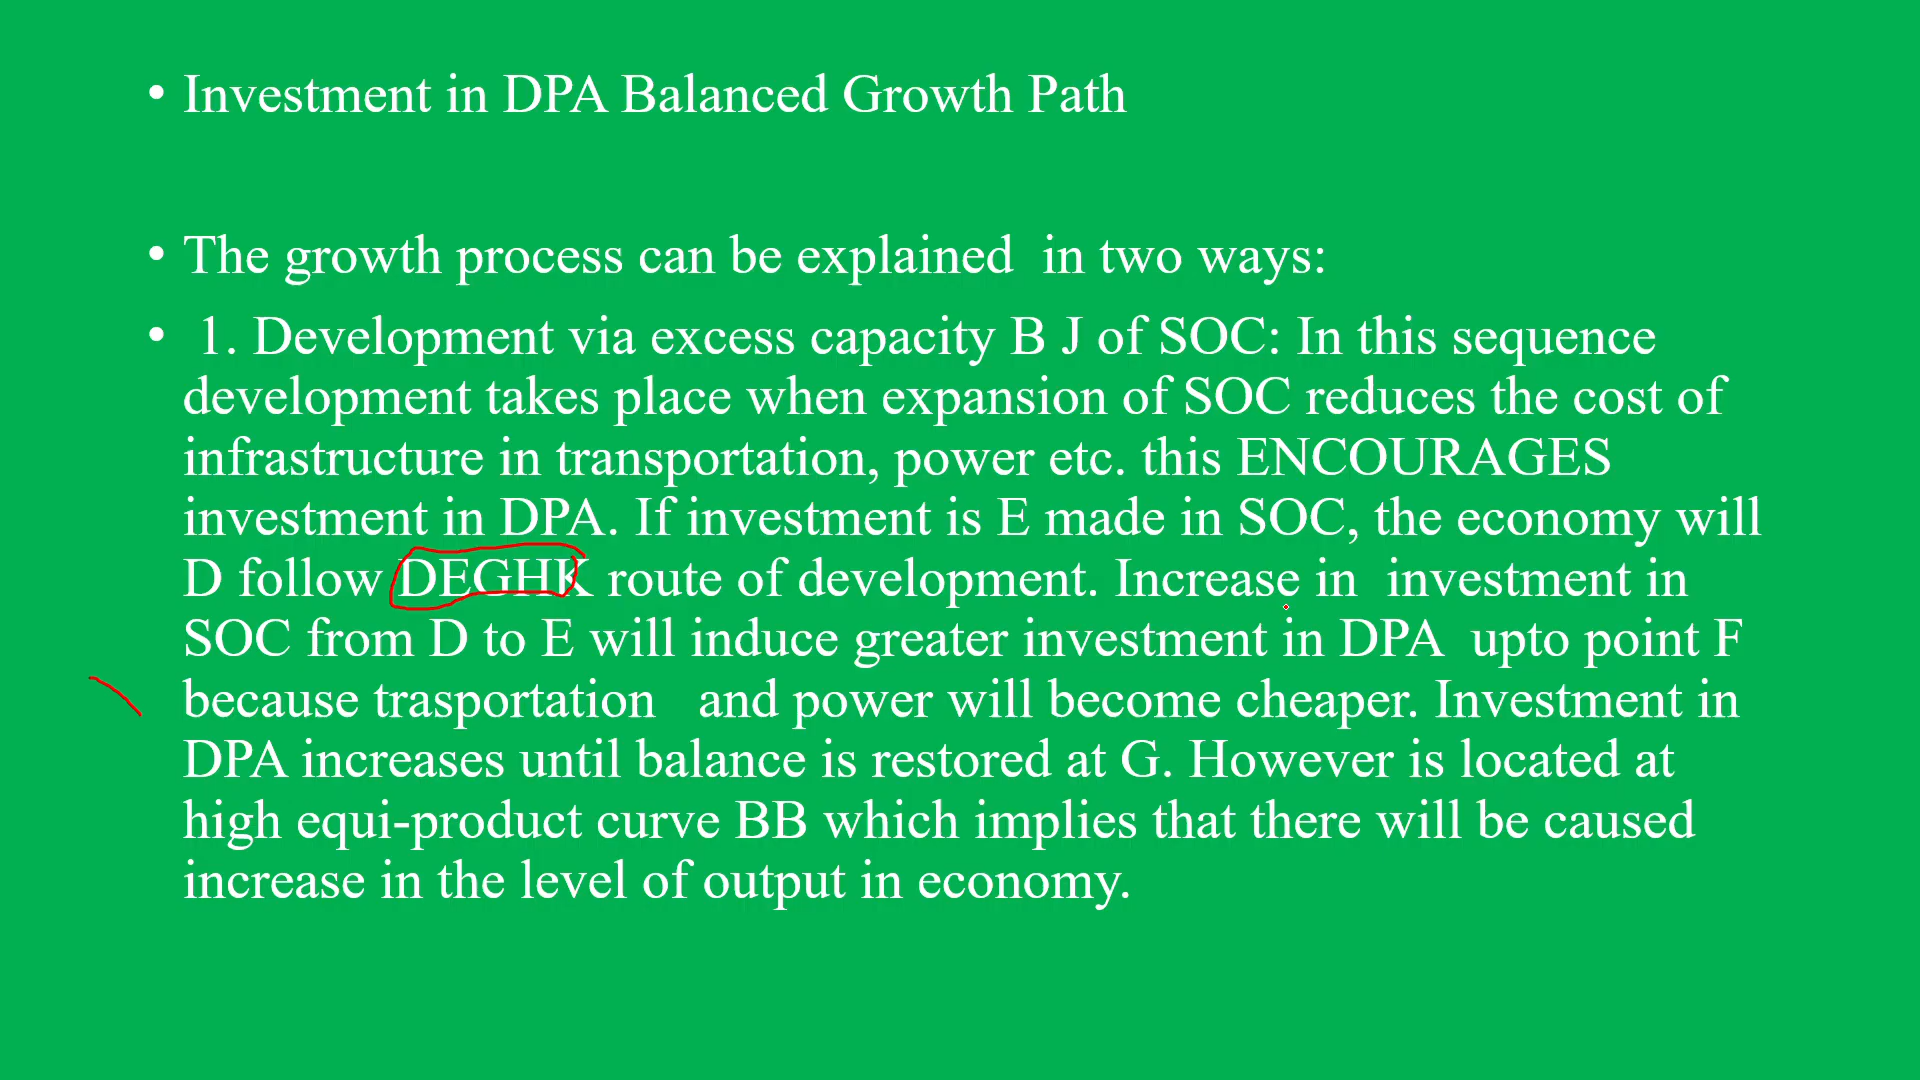 • Investment in DPA Balanced Growth Path
• The growth process can be explained  in two ways:
•  1. Development via excess capacity B J of SOC: In this sequence
development takes place when expansion of SOC reduces the cost of
infrastructure in transportation, power etc. this ENCOURAGES
investment in DPA. If investment is E made in SOC, the economy will
D follow DEGHK route of development. Increase in  investment in
SOC from D to E will induce greater investment in DPA  upto point F
because trasportation   and power will become cheaper. Investment in
DPA increases until balance is restored at G. However is located at
high equi-product curve BB which implies that there will be caused
increase in the level of output in economy.